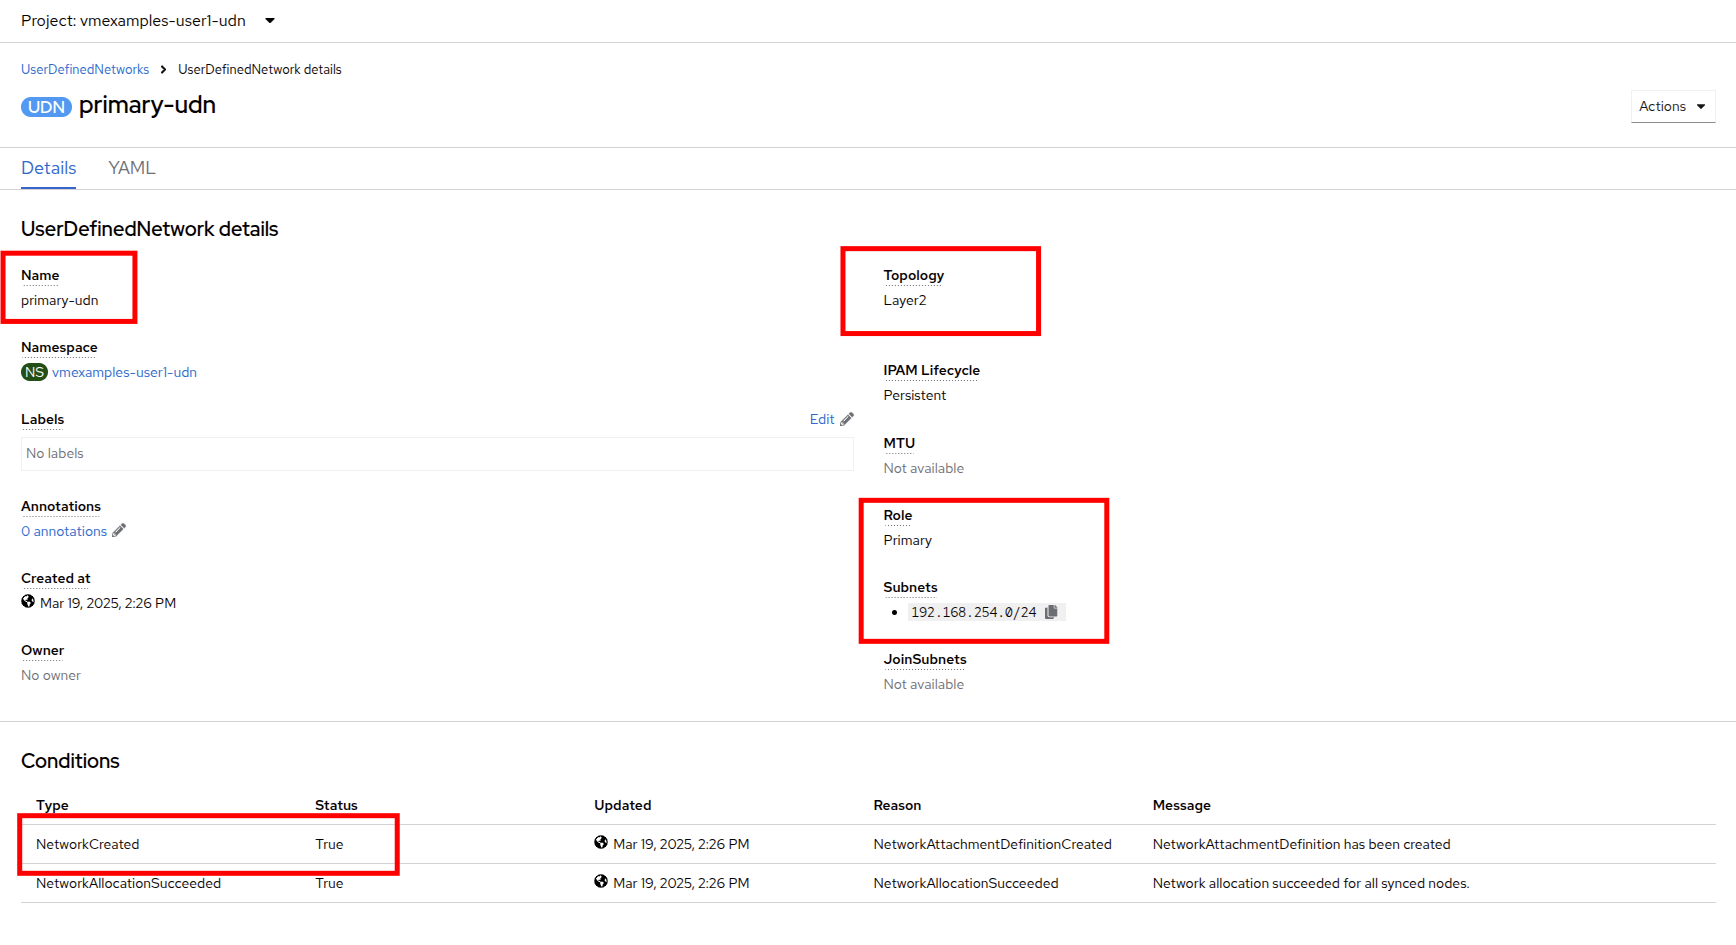 Project: vmexamples-user1-udn
UserDefinedNetworks > UserDefinedNetwork details
UDN primary-udn
Actions
Details YAML
UserDefinedNetwork details
Name
primary-udn
Namespace
NS vmexamples-user1-udn
Labels Edit
No labels
Annotations
0 annotations
Created at
Mar 19, 2025, 2:26 PM
Owner
No owner
Topology
Layer2
IPAM Lifecycle
Persistent
MTU
Not available
Role
Primary
Subnets
• 192.168.254.0/24
JoinSubnets
Not available
Conditions
Type Status Updated Reason Message
NetworkCreated True Mar 19, 2025, 2:26 PM NetworkAttachmentDefinitionCreated NetworkAttachmentDefinition has been created
NetworkAllocationSucceeded True Mar 19, 2025, 2:26 PM NetworkAllocationSucceeded Network allocation succeeded for all synced nodes.